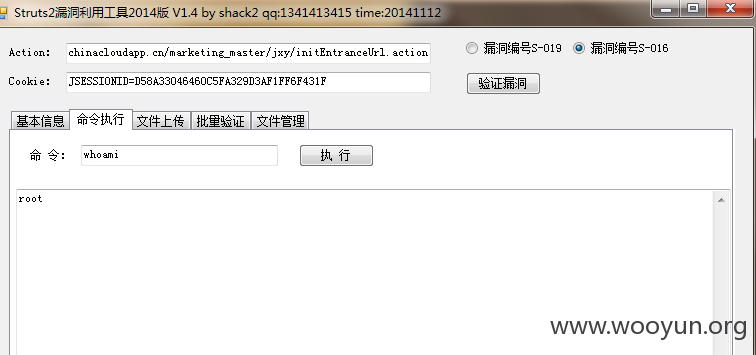 Struts2漏洞利用工具2014版 V1.4 by shack2 qq:1341413415 time:20141112
Action: chinacloudapp.cn/marketing_master/jxy/initEntranceUrl.action 漏洞编号S-019 漏洞编号S-016
Cookie: JSESSIONID=D58A33046460C5FA329D3AF1FF6F431F 验证漏洞
基本信息 命令执行 文件上传 批量验证 文件管理
命 令: whoami 执 行
root
www.wooyun.org